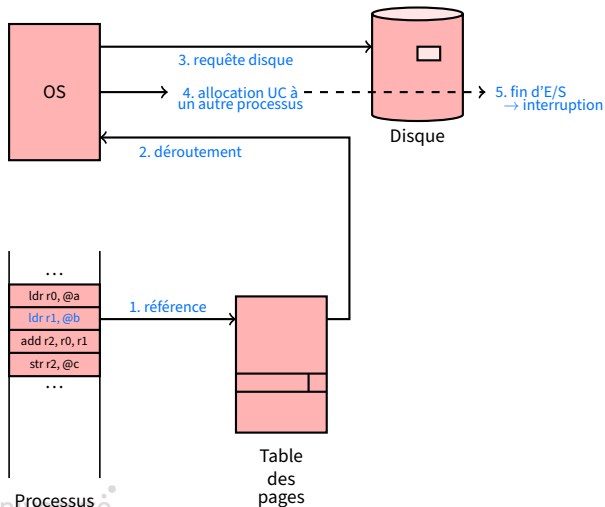 3. requête disque
OS
4. allocation UC à
un autre processus
5. fin d'E/S
→ interruption
Disque
2. déroutement
...
ldr r0, @a
ldr r1, @b
add r2, r0, r1
str r2, @c
...
1. référence
Table
des
pages
Processus